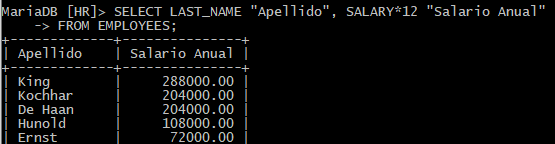 MariaDB [HR]> SELECT LAST_NAME "Apellido", SALARY*12 "Salario Anual"
    -> FROM EMPLOYEES;
+-------------+---------------+
| Apellido    | Salario Anual |
+-------------+---------------+
| King        |     288000.00 |
| Kochhar     |     204000.00 |
| De Haan     |     204000.00 |
| Hunold      |     108000.00 |
| Ernst       |      72000.00 |